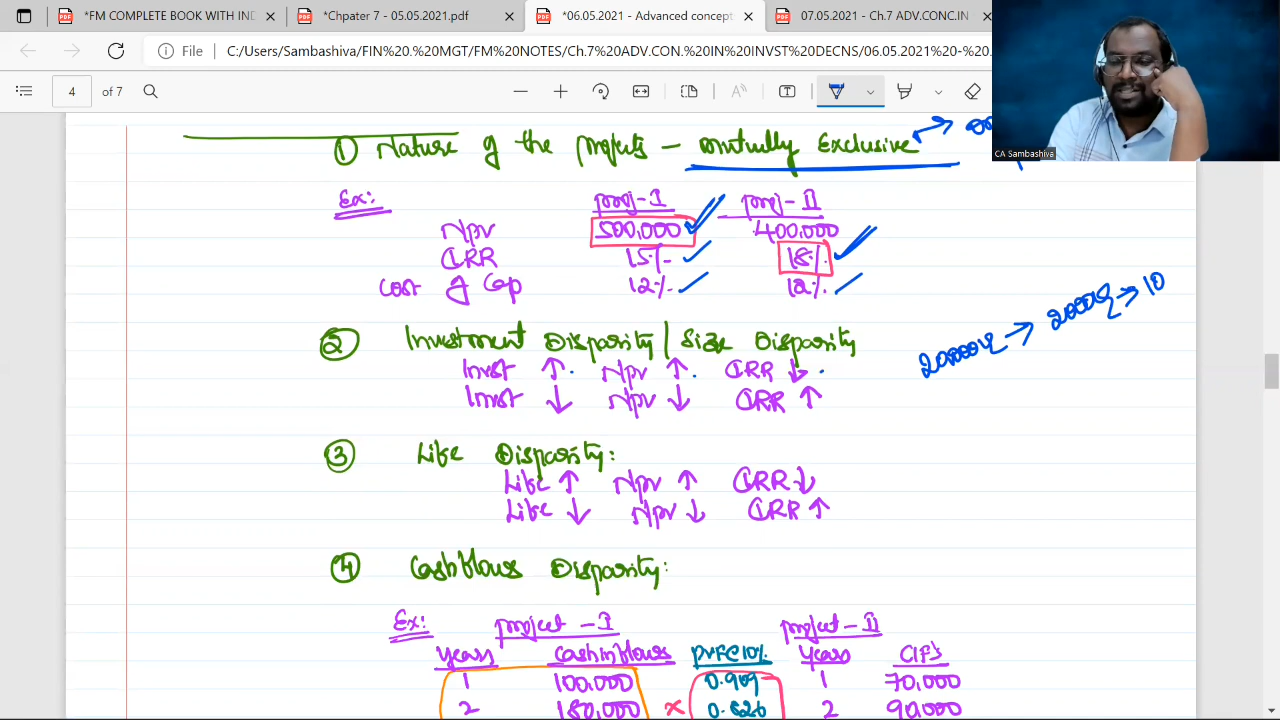 *FM COMPLETE BOOK WITH IND
*Chpater 7 - 05.05.2021.pdf
*06.05.2021 - Advanced concept
07.05.2021 - Ch.7 ADV.CONC.IN
File C:/Users/Sambashiva/FIN%20.%20MGT/FM%20NOTES/Ch.7%20ADV.CON.%20IN%20INVST%20DECNS/06.05.2021%20-%20.
4 of 7
CA Sambashiva
① Nature of the projects – mutually Exclusive
Ex: proj-I proj-II
NPV 500,000 400,000
IRR 15% 18%
Cost of Cap 12% 12%
② Investment Disparity / Size Disparity
Invst ↑ NPV ↑ IRR ↓
Invst ↓ NPV ↓ IRR ↑
③ Life Disparity:
Life ↑ NPV ↑ IRR ↓
Life ↓ NPV ↓ IRR ↑
④ Cashflows Disparity:
Ex: project - I project - II
Years Cashinflows PVF@10% Years CIF's
1 100,000 0.909 1 70,000
2 180,000 × 0.826 2 90,000